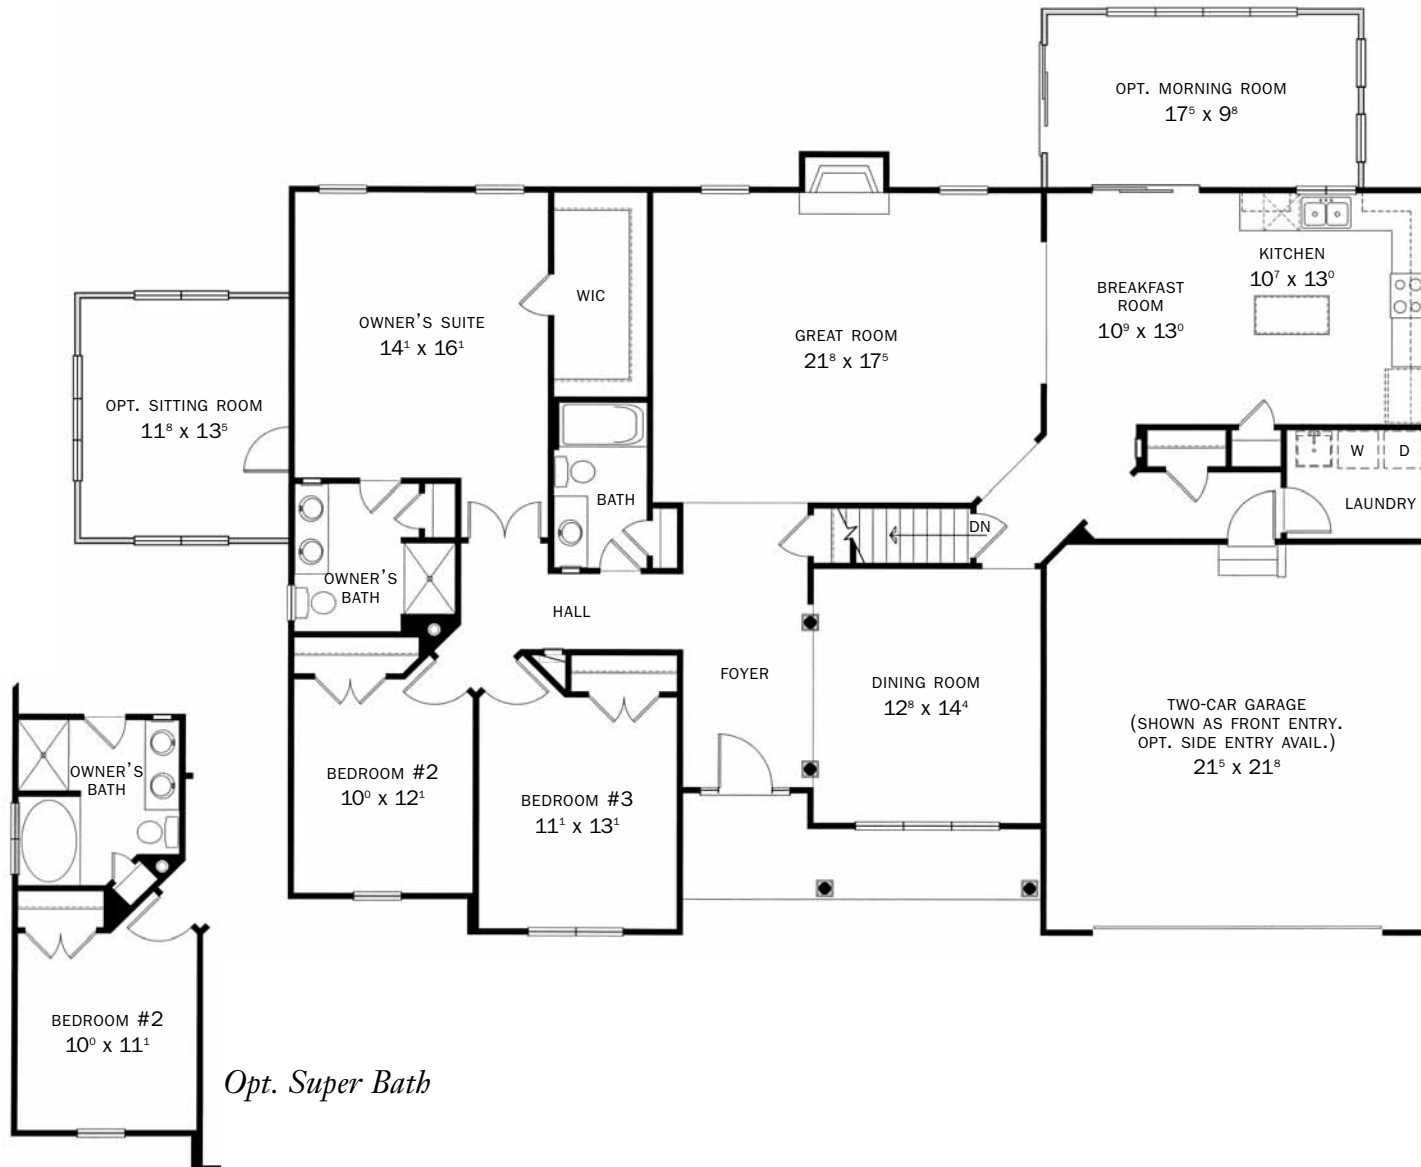 OPT. MORNING ROOM
17⁵ x 9⁸
KITCHEN
10⁷ x 13⁰
BREAKFAST
ROOM
10⁹ x 13⁰
WIC
OWNER'S SUITE
14¹ x 16¹
GREAT ROOM
21⁸ x 17⁵
OPT. SITTING ROOM
11⁸ x 13⁵
W
D
LAUNDRY
BATH
DN
OWNER'S
BATH
HALL
FOYER
DINING ROOM
12⁸ x 14⁴
TWO-CAR GARAGE
(SHOWN AS FRONT ENTRY.
OPT. SIDE ENTRY AVAIL.)
21⁵ x 21⁸
BEDROOM #2
10⁰ x 12¹
BEDROOM #3
11¹ x 13¹
OWNER'S
BATH
BEDROOM #2
10⁰ x 11¹
Opt. Super Bath